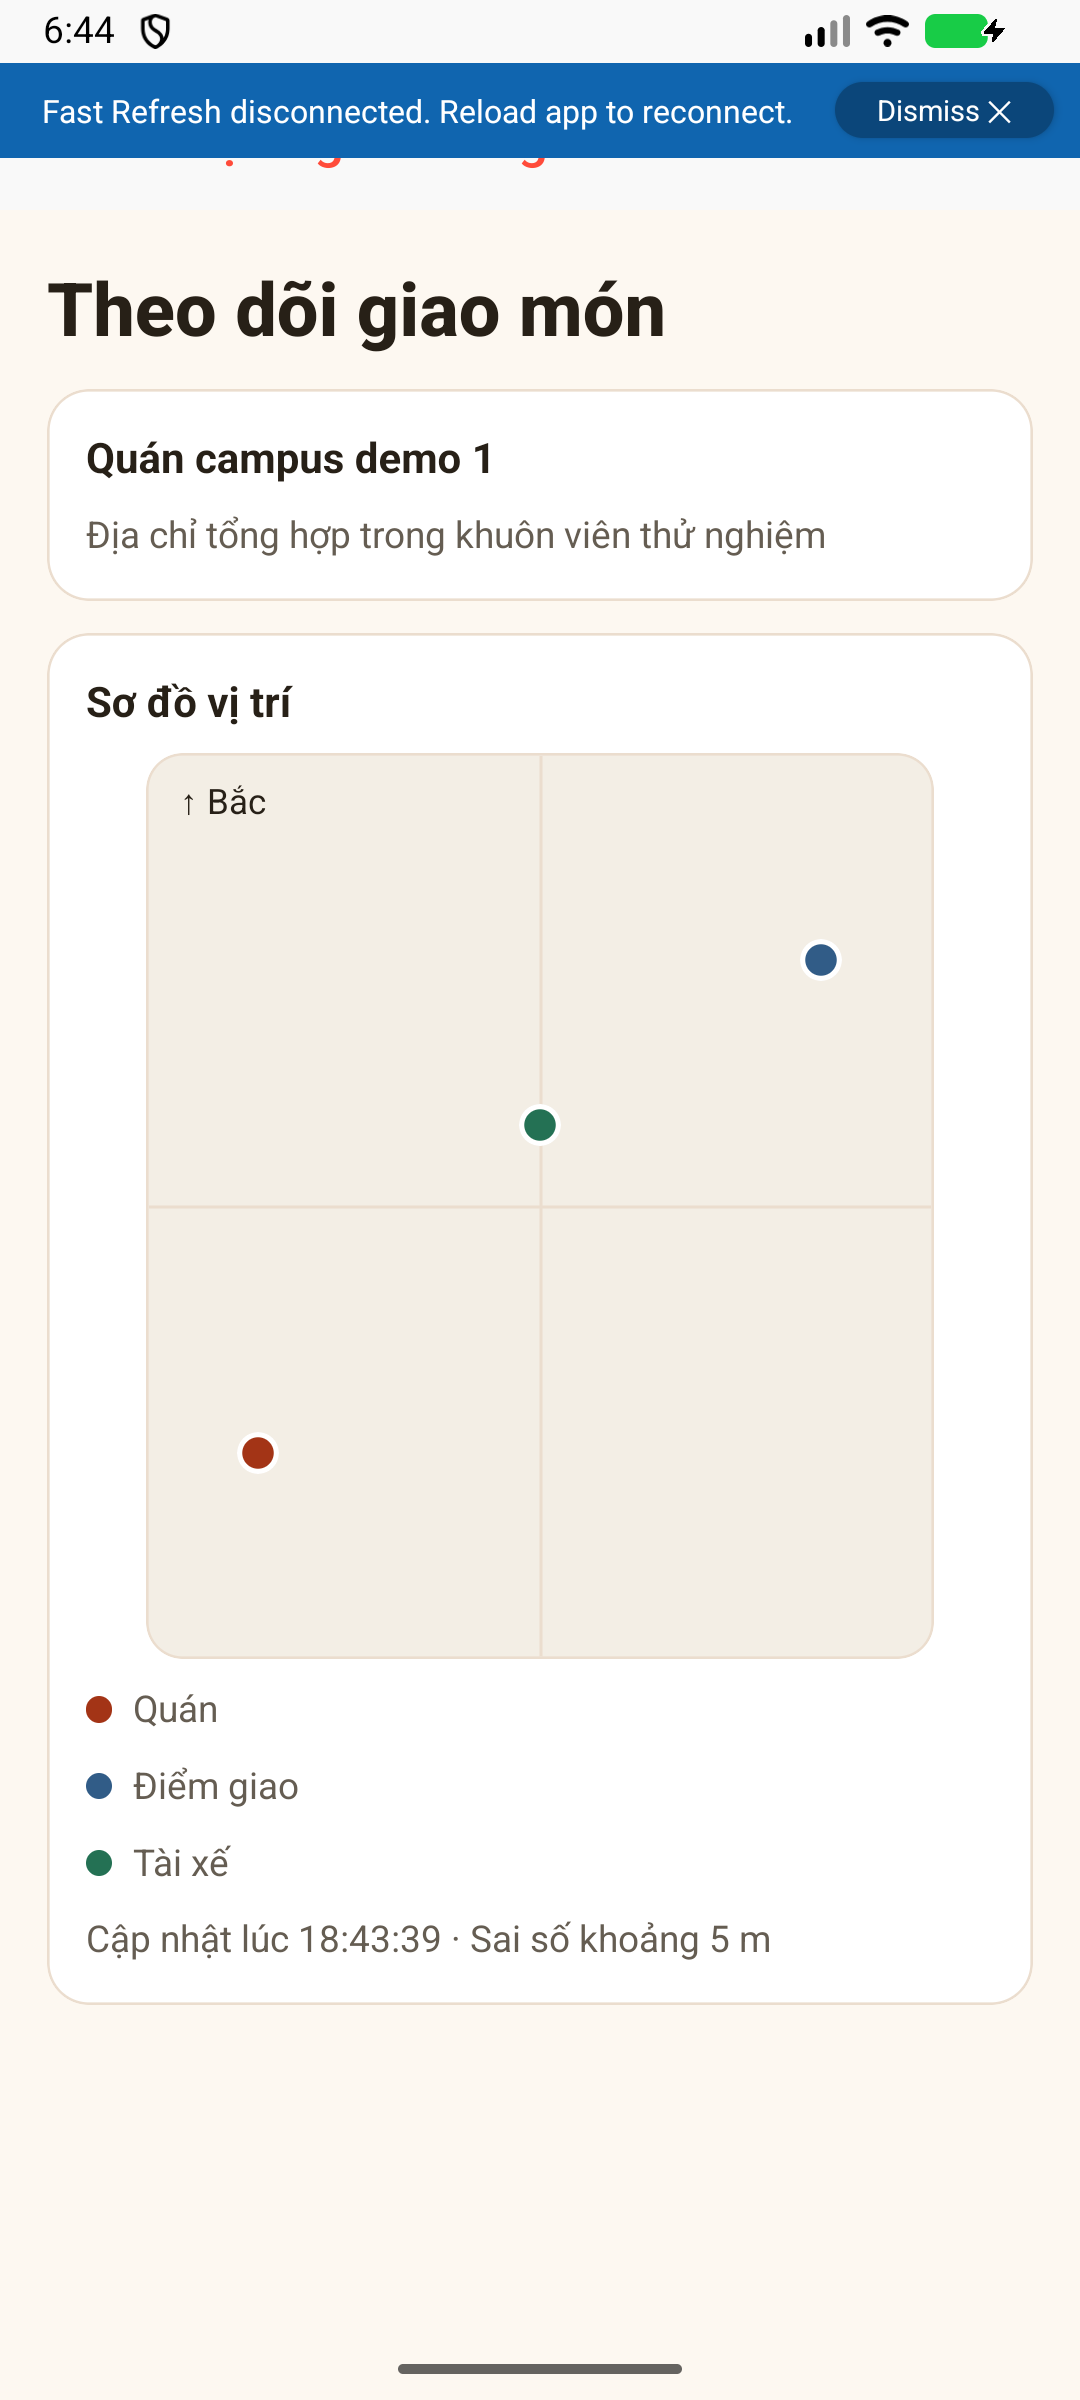 6:44
Fast Refresh disconnected. Reload app to reconnect.
Dismiss
Theo dõi giao món
Quán campus demo 1
Địa chỉ tổng hợp trong khuôn viên thử nghiệm
Sơ đồ vị trí
↑ Bắc
Quán
Điểm giao
Tài xế
Cập nhật lúc 18:43:39 · Sai số khoảng 5 m